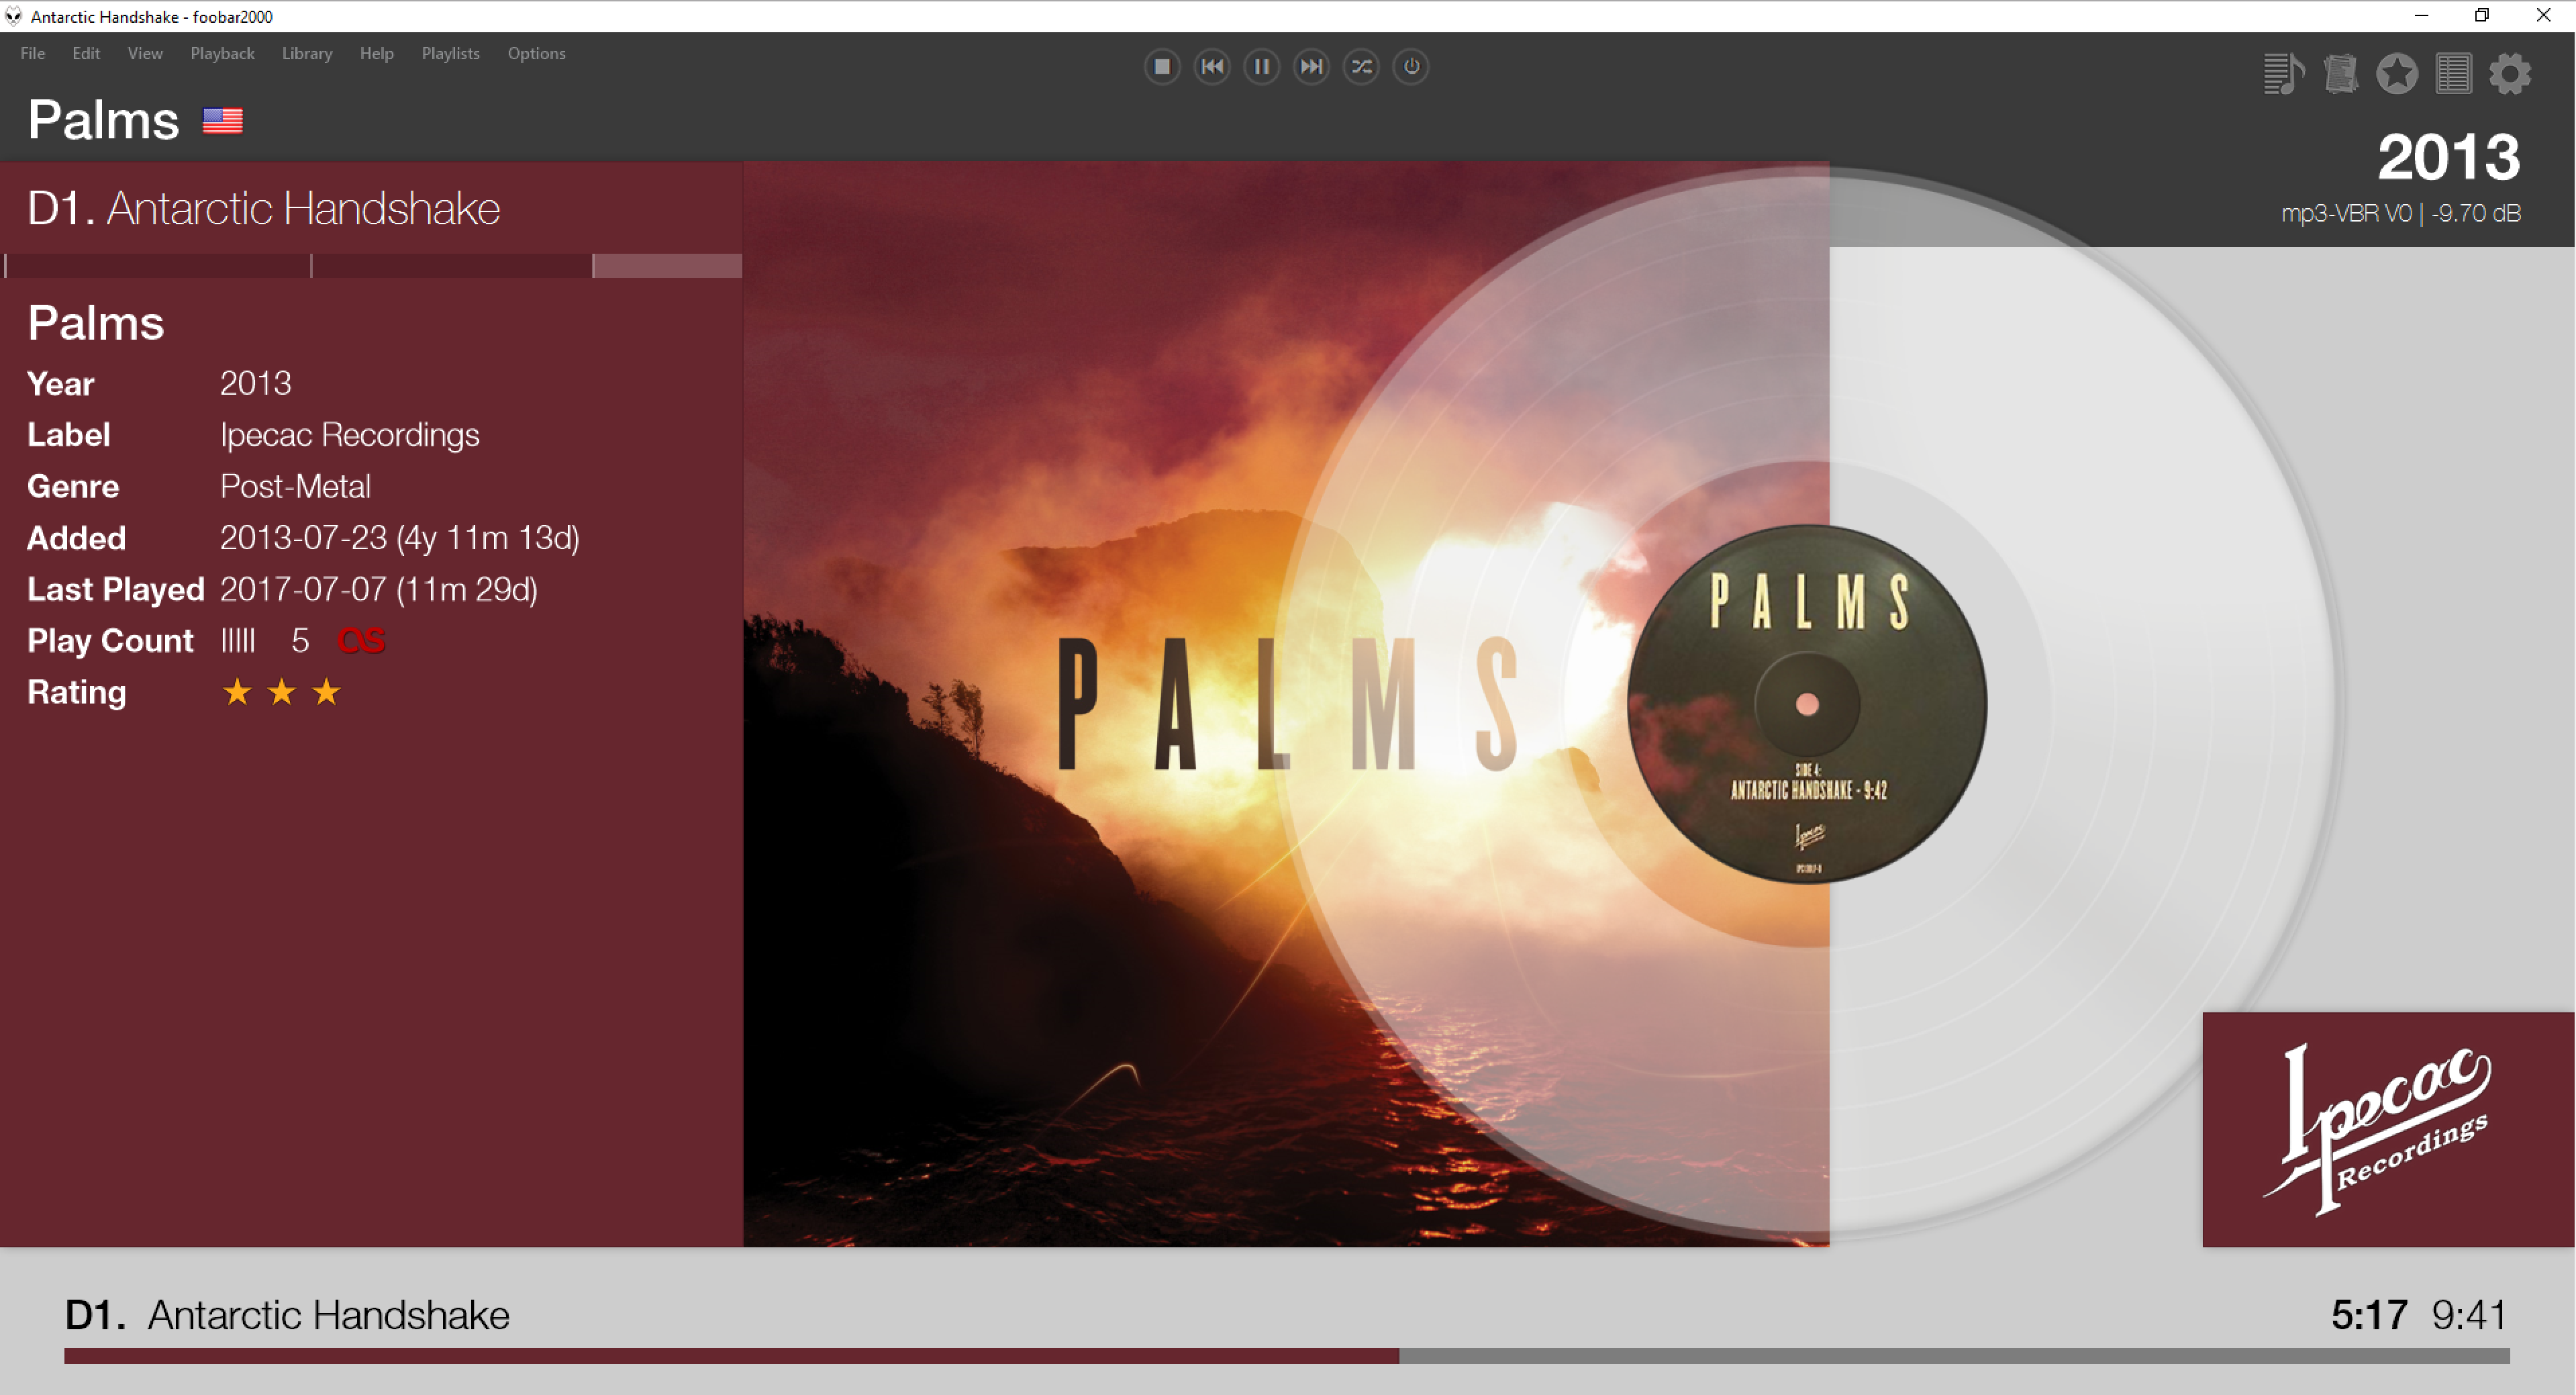 Antarctic Handshake - foobar2000
File Edit View Playback Library Help Playlists Options
Palms
2013
mp3-VBR V0 | -9.70 dB
D1. Antarctic Handshake
Palms
Year 2013
Label Ipecac Recordings
Genre Post-Metal
Added 2013-07-23 (4y 11m 13d)
Last Played 2017-07-07 (11m 29d)
Play Count ||||| 5
Rating ★ ★ ★
PALMS
PALMS
SIDE 4:
ANTARCTIC HANDSHAKE - 9:42
Ipecac
Ipecac
Recordings
D1. Antarctic Handshake
5:17 9:41